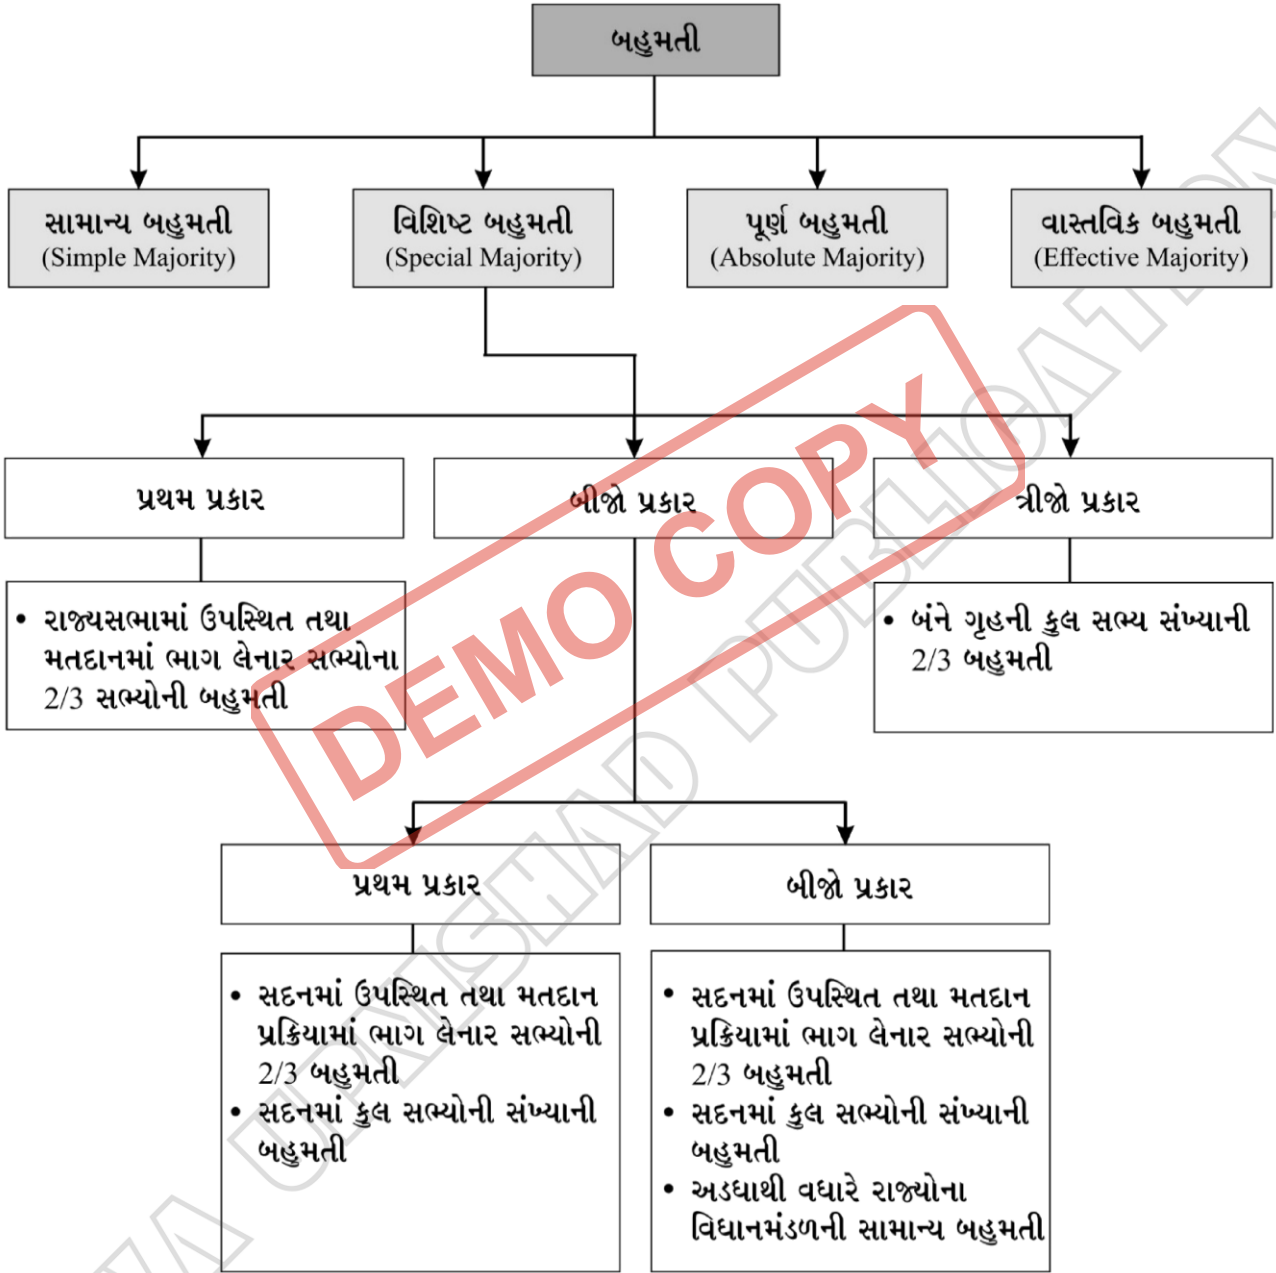 બહુમતી
સામાન્ય બહુમતી
(Simple Majority)
વિશિષ્ટ બહુમતી
(Special Majority)
પૂર્ણ બહુમતી
(Absolute Majority)
વાસ્તવિક બહુમતી
(Effective Majority)
પ્રથમ પ્રકાર
બીજો પ્રકાર
ત્રીજો પ્રકાર
• રાજ્યસભામાં ઉપસ્થિત તથા
મતદાનમાં ભાગ લેનાર સભ્યોના
2/3 સભ્યોની બહુમતી
• બંને ગૃહની કુલ સભ્ય સંખ્યાની
2/3 બહુમતી
પ્રથમ પ્રકાર
બીજો પ્રકાર
• સદનમાં ઉપસ્થિત તથા મતદાન
પ્રક્રિયામાં ભાગ લેનાર સભ્યોની
2/3 બહુમતી
• સદનમાં કુલ સભ્યોની સંખ્યાની
બહુમતી
• સદનમાં ઉપસ્થિત તથા મતદાન
પ્રક્રિયામાં ભાગ લેનાર સભ્યોની
2/3 બહુમતી
• સદનમાં કુલ સભ્યોની સંખ્યાની
બહુમતી
• અડધાથી વધારે રાજ્યોના
વિધાનમંડળની સામાન્ય બહુમતી
DEMO COPY
UPNISHAD PUBLICATION